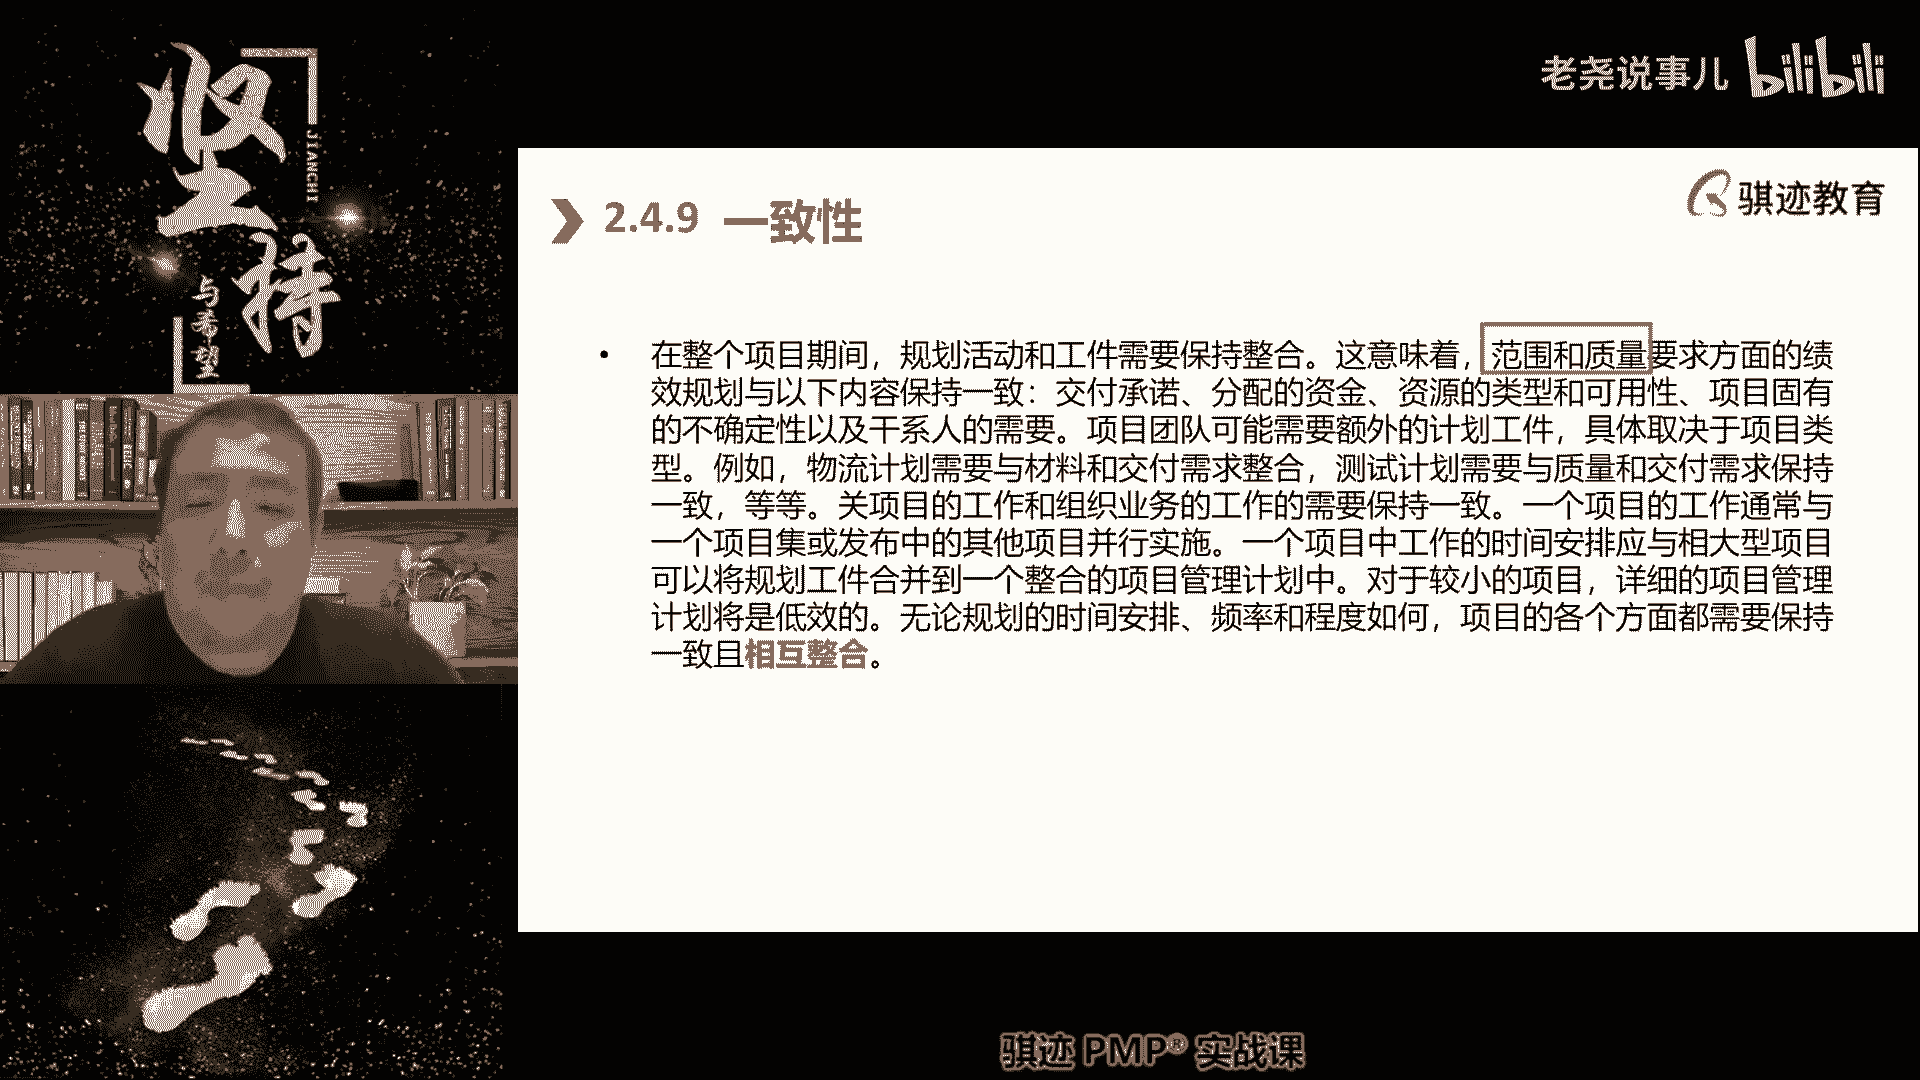 坚持
JIANCHI
与希望
老尧说事儿 bilibili
骐迹教育
2.4.9 一致性
• 在整个项目期间，规划活动和工件需要保持整合。这意味着，范围和质量要求方面的绩
效规划与以下内容保持一致：交付承诺、分配的资金、资源的类型和可用性、项目固有
的不确定性以及干系人的需要。项目团队可能需要额外的计划工件，具体取决于项目类
型。例如，物流计划需要与材料和交付需求整合，测试计划需要与质量和交付需求保持
一致，等等。关项目的工作和组织业务的工作的需要保持一致。一个项目的工作通常与
一个项目集或发布中的其他项目并行实施。一个项目中工作的时间安排应与相大型项目
可以将规划工件合并到一个整合的项目管理计划中。对于较小的项目，详细的项目管理
计划将是低效的。无论规划的时间安排、频率和程度如何，项目的各个方面都需要保持
一致且相互整合。
骐迹 PMP® 实战课